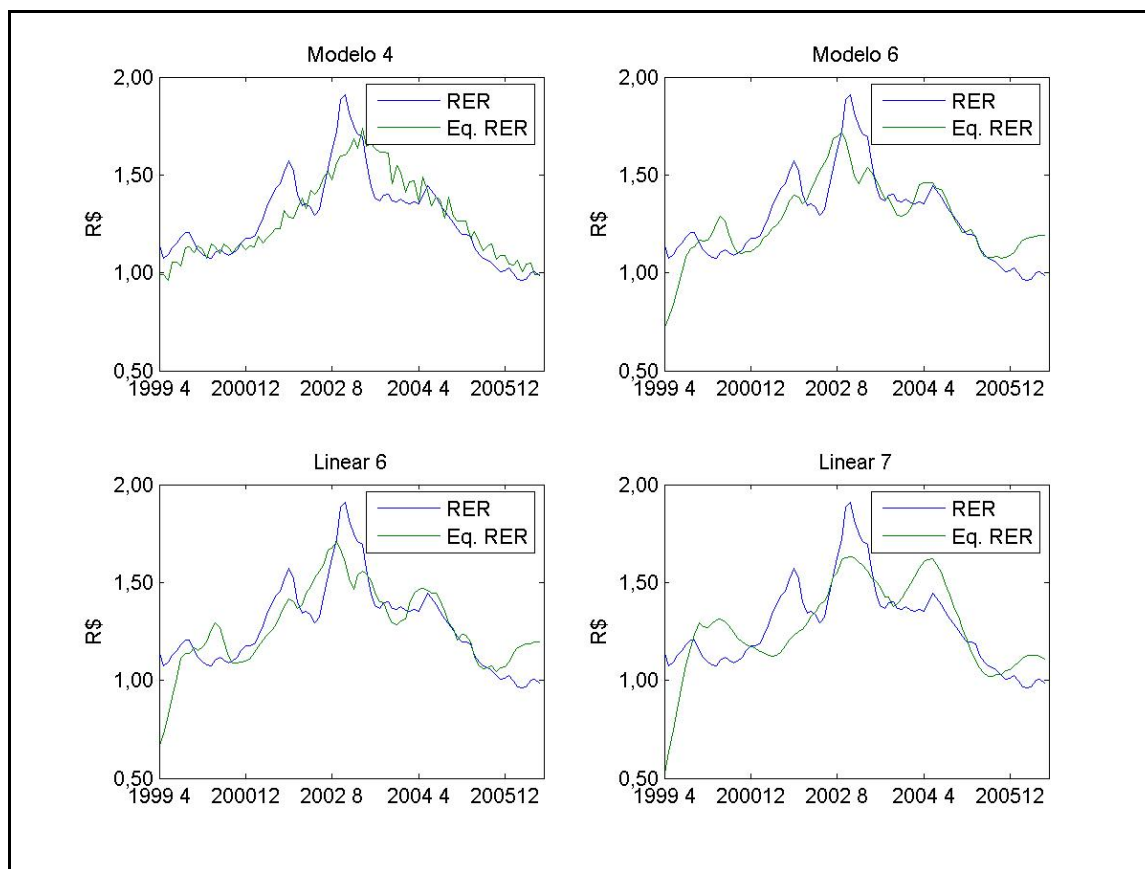 Modelo 4
2,00
1,50
1,00
0,50
R$
RER
Eq. RER
1999 4
200012
2002 8
2004 4
200512
Modelo 6
2,00
1,50
1,00
0,50
R$
RER
Eq. RER
1999 4
200012
2002 8
2004 4
200512
Linear 6
2,00
1,50
1,00
0,50
R$
RER
Eq. RER
1999 4
200012
2002 8
2004 4
200512
Linear 7
2,00
1,50
1,00
0,50
R$
RER
Eq. RER
1999 4
200012
2002 8
2004 4
200512